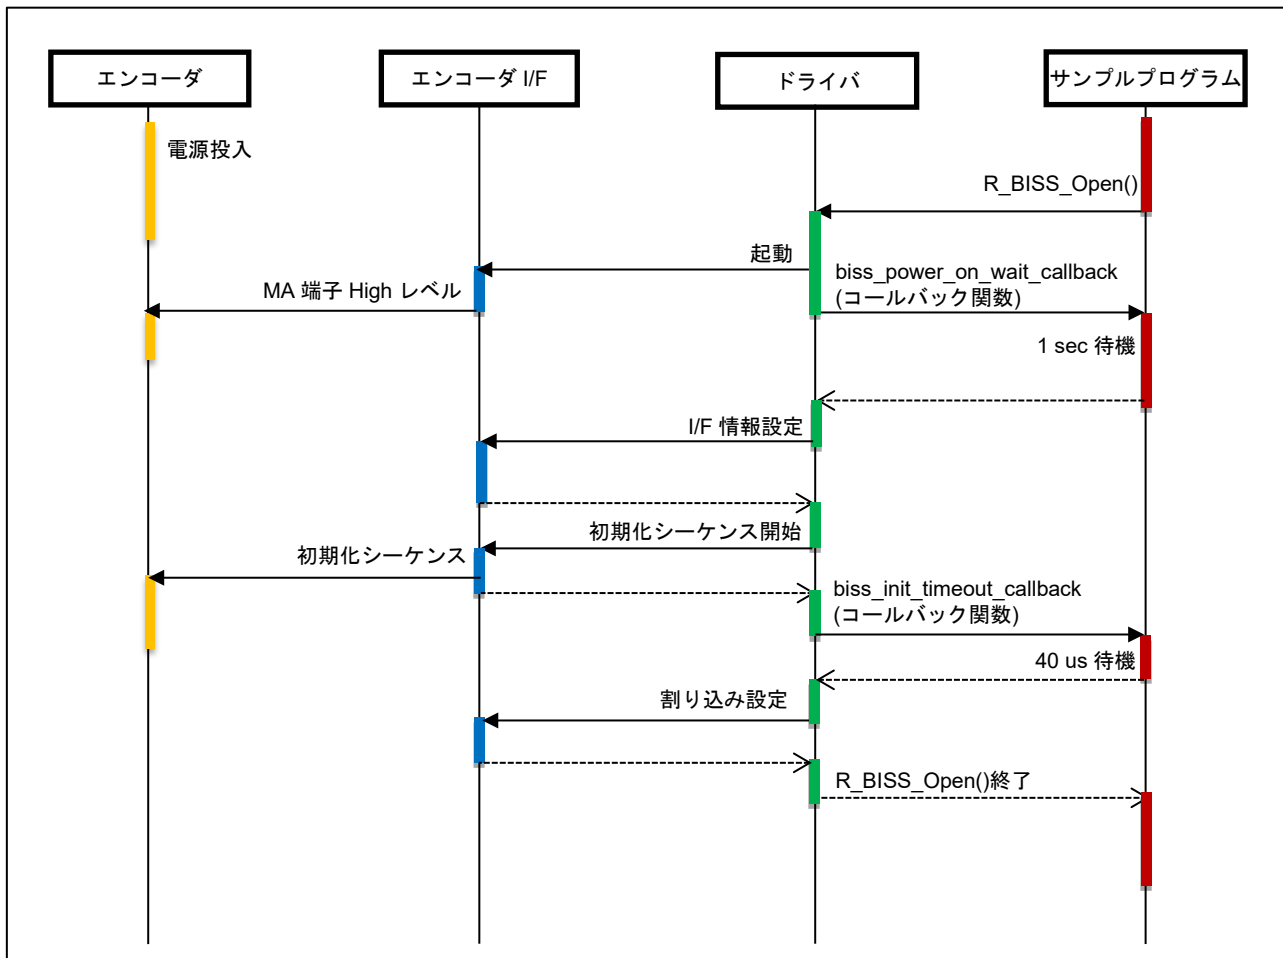 エンコーダ
エンコーダ I/F
ドライバ
サンプルプログラム
電源投入
R_BISS_Open()
起動
biss_power_on_wait_callback
(コールバック関数)
MA 端子 High レベル
1 sec 待機
I/F 情報設定
初期化シーケンス開始
初期化シーケンス
biss_init_timeout_callback
(コールバック関数)
40 us 待機
割り込み設定
R_BISS_Open()終了